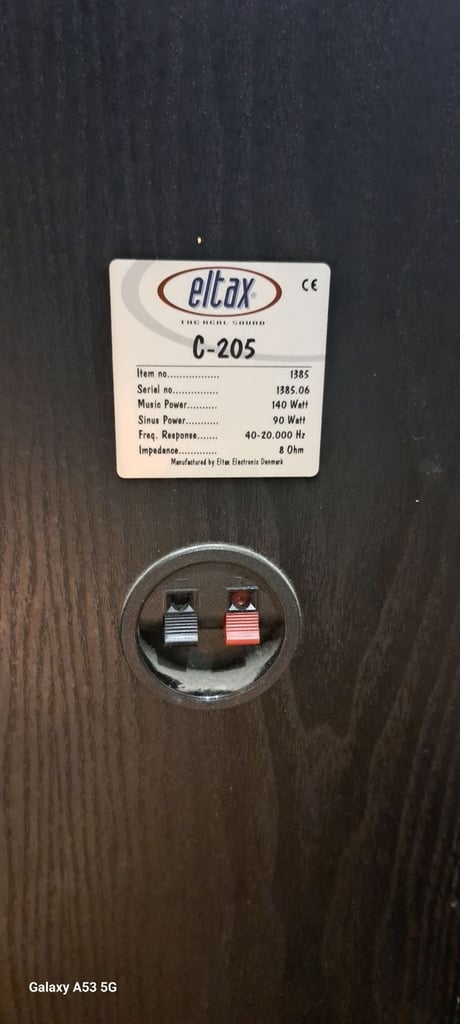 eltax®
CE
THE REAL SOUND
C-205
Item no.................. 1385
Serial no............... 1385.06
Music Power.......... 140 Watt
Sinus Power........... 90 Watt
Freq. Response....... 40-20.000 Hz
Impedance............. 8 Ohm
Manufactured by Eltax Electronic Denmark
Galaxy A53 5G